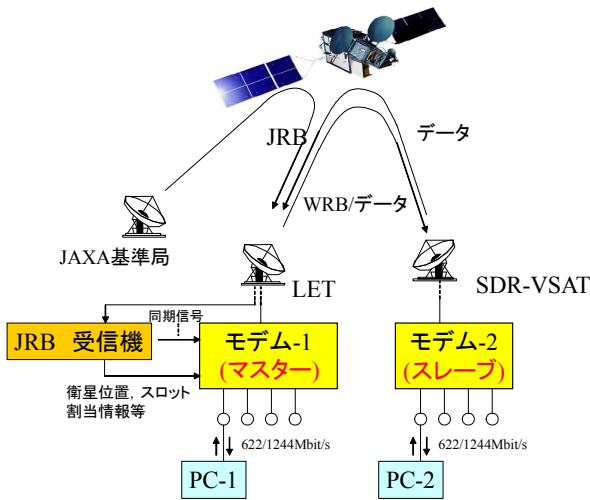 JRB
データ
WRB/データ
JAXA基準局
LET
SDR-VSAT
同期信号
JRB 受信機
モデム-1
(マスター)
モデム-2
(スレーブ)
衛星位置, スロット
割当情報等
622/1244Mbit/s
622/1244Mbit/s
PC-1
PC-2